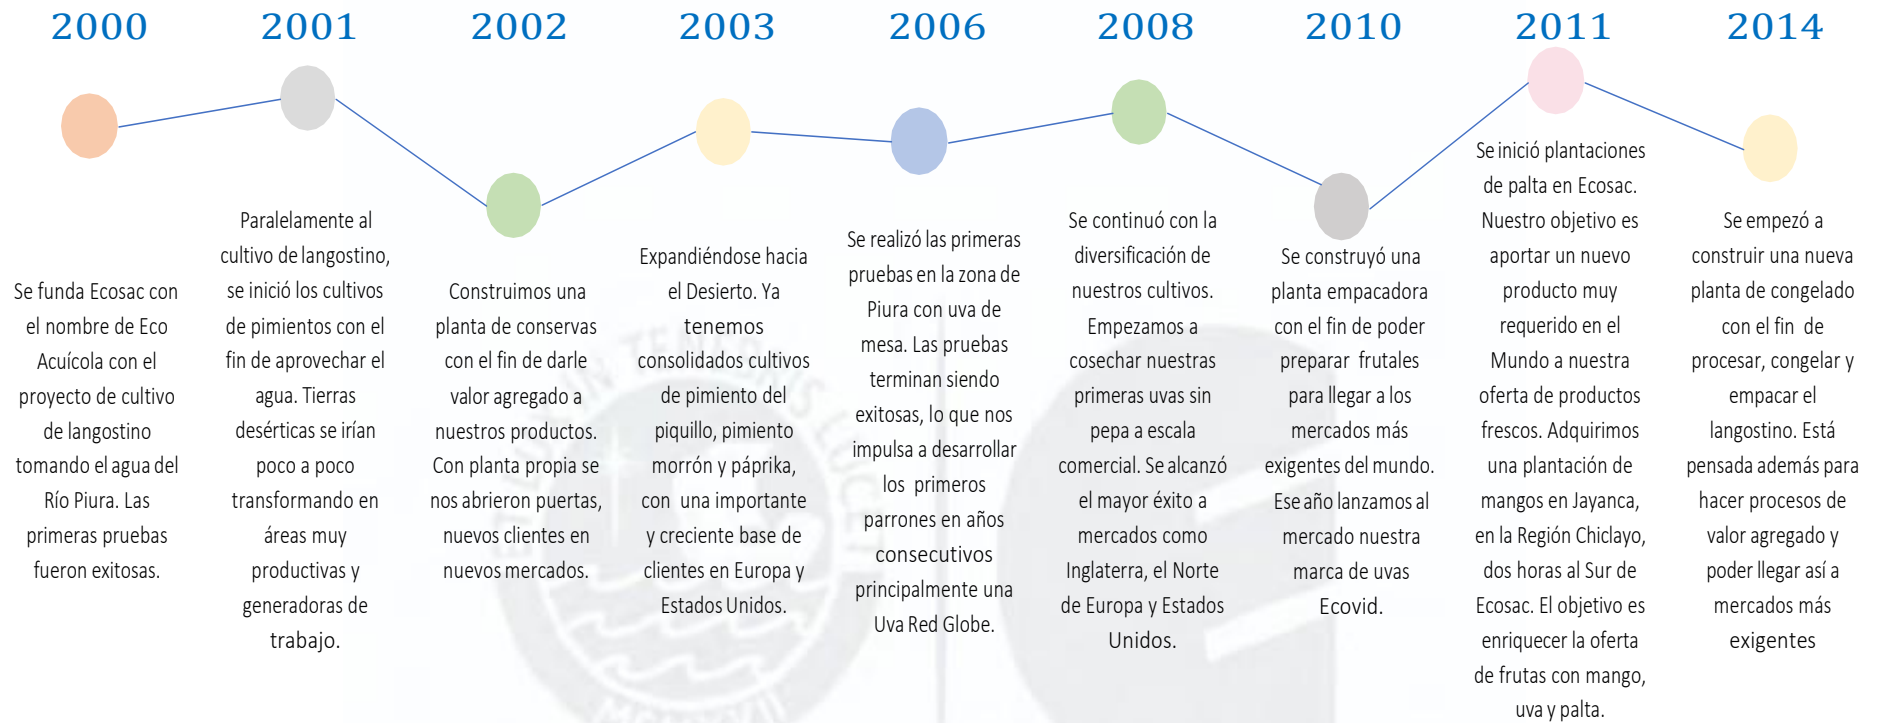 2000
Se funda Ecosac con
el nombre de Eco
Acuícola con el
proyecto de cultivo
de langostino
tomando el agua del
Río Piura. Las
primeras pruebas
fueron exitosas.
2001
Paralelamente al
cultivo de langostino,
se inició los cultivos
de pimientos con el
fin de aprovechar el
agua. Tierras
desérticas se irían
poco a poco
transformando en
áreas muy
productivas y
generadoras de
trabajo.
2002
Construimos una
planta de conservas
con el fin de darle
valor agregado a
nuestros productos.
Con planta propia se
nos abrieron puertas,
nuevos clientes en
nuevos mercados.
2003
Expandiéndose hacia
el Desierto. Ya
tenemos
consolidados cultivos
de pimiento del
piquillo, pimiento
morrón y páprika,
con una importante
y creciente base de
clientes en Europa y
Estados Unidos.
2006
Se realizó las primeras
pruebas en la zona de
Piura con uva de
mesa. Las pruebas
terminan siendo
exitosas, lo que nos
impulsa a desarrollar
los primeros
parrones en años
consecutivos
principalmente una
Uva Red Globe.
2008
Se continuó con la
diversificación de
nuestros cultivos.
Empezamos a
cosechar nuestras
primeras uvas sin
pepa a escala
comercial. Se alcanzó
el mayor éxito a
mercados como
Inglaterra, el Norte
de Europa y Estados
Unidos.
2010
Se construyó una
planta empacadora
con el fin de poder
preparar frutales
para llegar a los
mercados más
exigentes del mundo.
Ese año lanzamos al
mercado nuestra
marca de uvas
Ecovid.
2011
Se inició plantaciones
de palta en Ecosac.
Nuestro objetivo es
aportar un nuevo
producto muy
requerido en el
Mundo a nuestra
oferta de productos
frescos. Adquirimos
una plantación de
mangos en Jayanca,
en la Región Chiclayo,
dos horas al Sur de
Ecosac. El objetivo es
enriquecer la oferta
de frutas con mango,
uva y palta.
2014
Se empezó a
construir una nueva
planta de congelado
con el fin de
procesar, congelar y
empacar el
langostino. Está
pensada además para
hacer procesos de
valor agregado y
poder llegar así a
mercados más
exigentes
ET LUX IN TENEBRIS LUCET